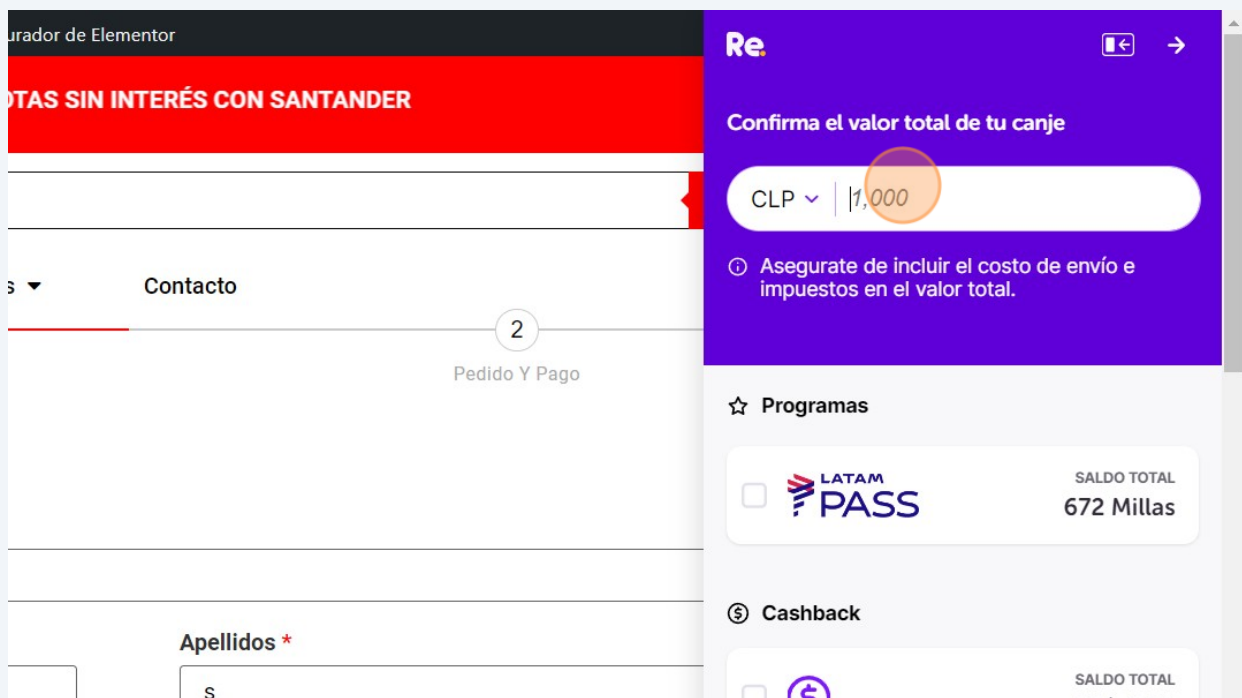 urador de Elementor
OTAS SIN INTERÉS CON SANTANDER
s
Contacto
2
Pedido Y Pago
Apellidos *
s
Re.
Confirma el valor total de tu canje
CLP
1,000
Asegurate de incluir el costo de envío e
impuestos en el valor total.
Programas
LATAM
PASS
SALDO TOTAL
672 Millas
Cashback
SALDO TOTAL